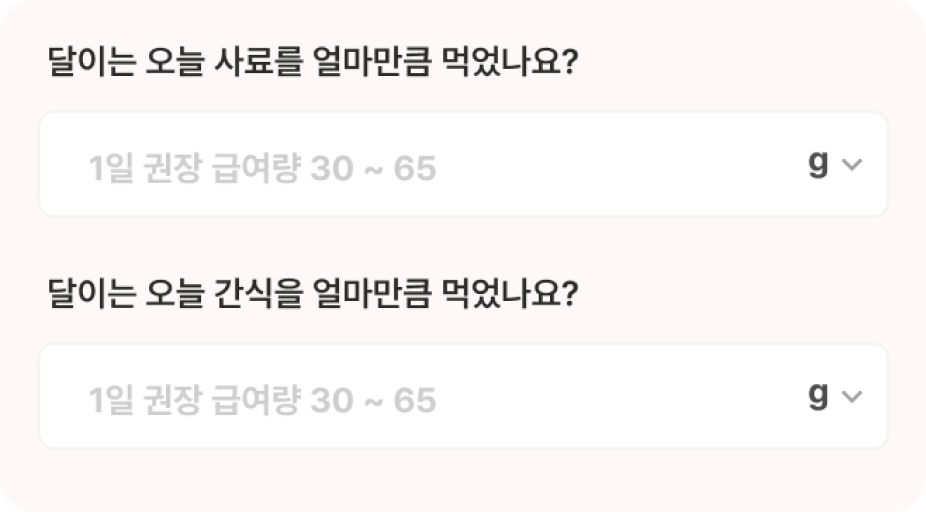 달이는 오늘 사료를 얼마만큼 먹었나요?
1일 권장 급여량 30 ~ 65 g
달이는 오늘 간식을 얼마만큼 먹었나요?
1일 권장 급여량 30 ~ 65 g